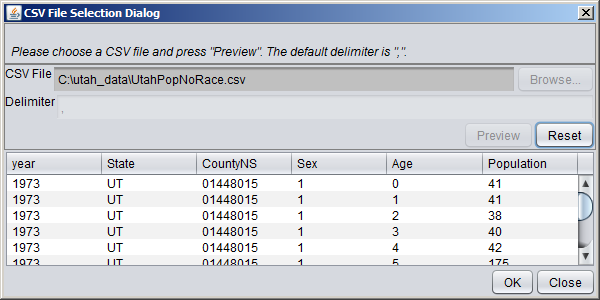 CSV File Selection Dialog
Please choose a CSV file and press "Preview". The default delimiter is ",".
CSV File C:\utah_data\UtahPopNoRace.csv Browse...
Delimiter ,
Preview Reset
year State CountyNS Sex Age Population
1973 UT 01448015 1 0 41
1973 UT 01448015 1 1 41
1973 UT 01448015 1 2 38
1973 UT 01448015 1 3 40
1973 UT 01448015 1 4 42
1973 UT 01448015 1 5 175
OK Close